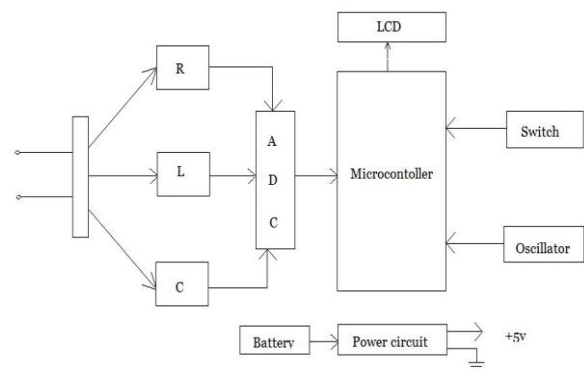 LCD
R
A
D
C
L
C
Microcontoller
Switch
Oscillator
Battery
Power circuit
+5v